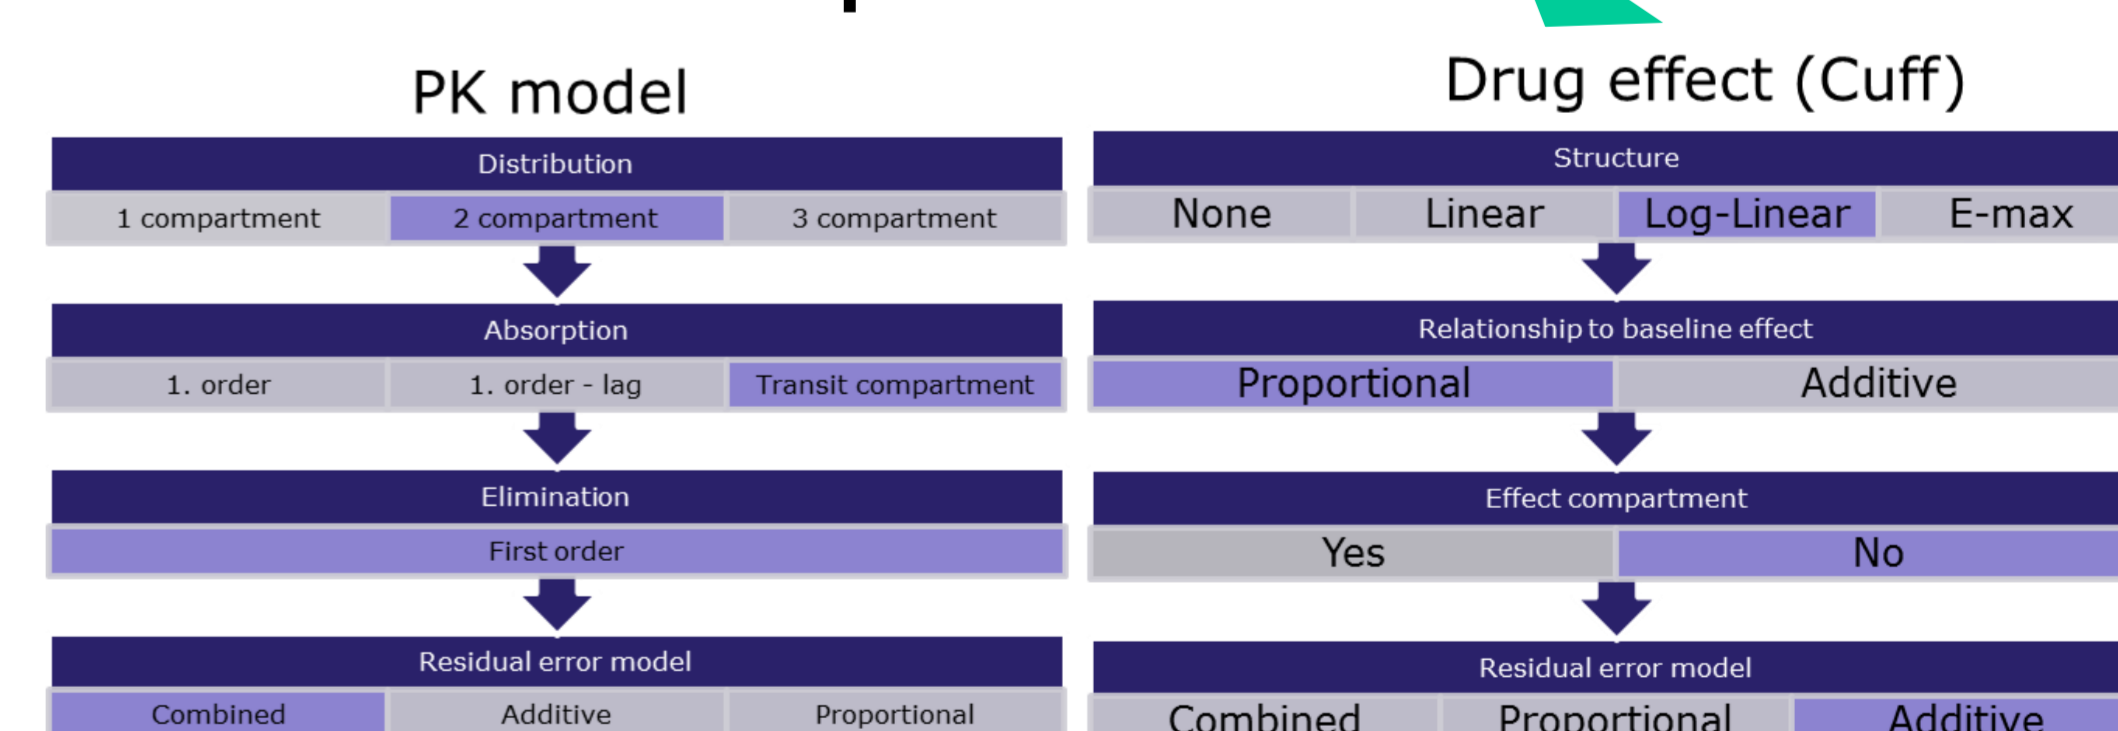 PK model
Distribution
1 compartment 2 compartment 3 compartment
Absorption
1. order 1. order - lag Transit compartment
Elimination
First order
Residual error model
Combined Additive Proportional
Drug effect (Cuff)
Structure
None Linear Log-Linear E-max
Relationship to baseline effect
Proportional Additive
Effect compartment
Yes No
Residual error model
Combined Proportional Additive